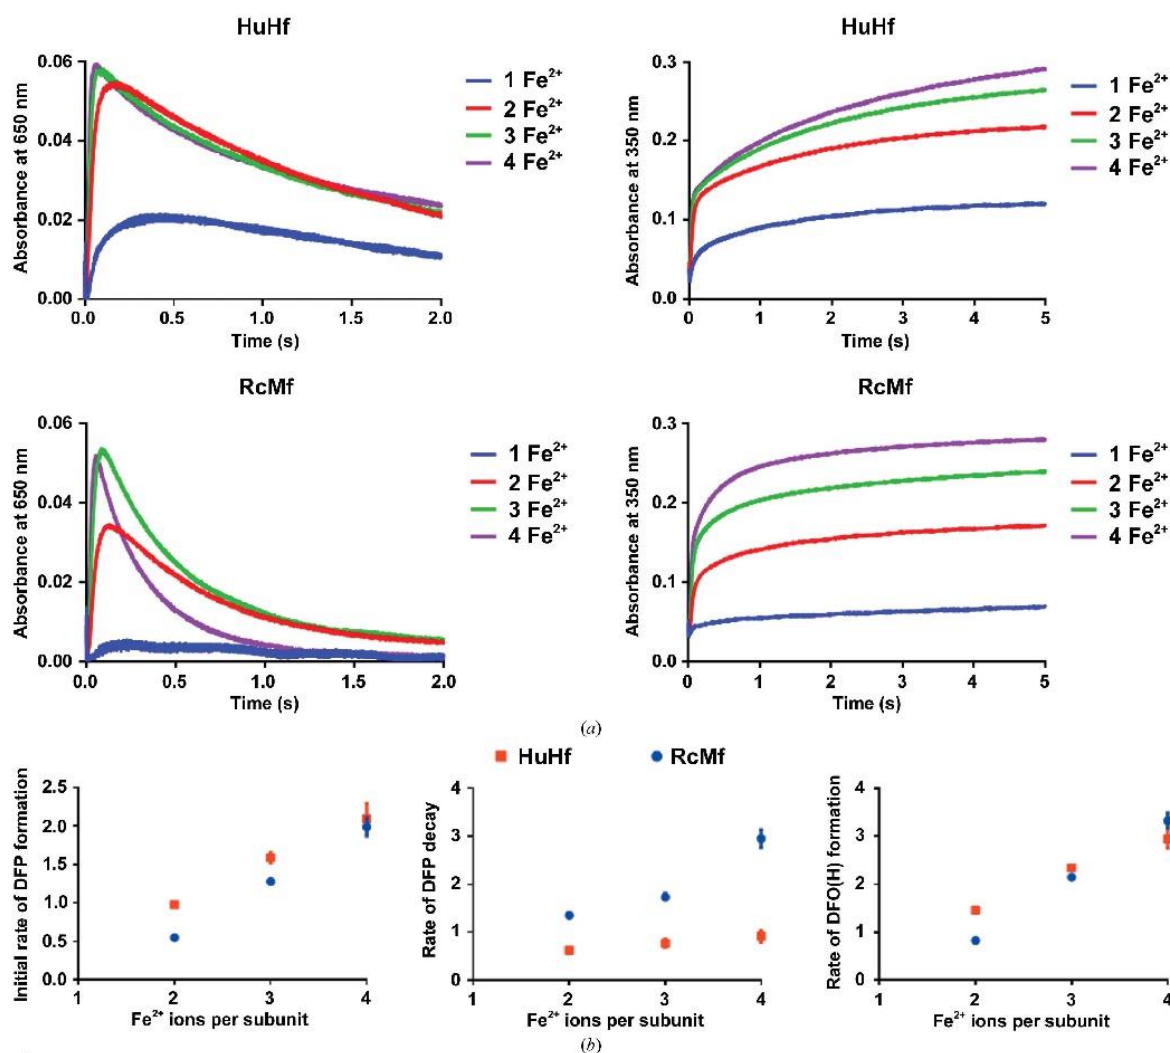 HuHf
Absorbance at 650 nm
0.06
0.04
0.02
0.00
0.0 0.5 1.0 1.5 2.0
Time (s)
1 Fe²⁺
2 Fe²⁺
3 Fe²⁺
4 Fe²⁺
HuHf
Absorbance at 350 nm
0.3
0.2
0.1
0.0
0 1 2 3 4 5
Time (s)
1 Fe²⁺
2 Fe²⁺
3 Fe²⁺
4 Fe²⁺
RcMf
Absorbance at 650 nm
0.06
0.04
0.02
0.00
0.0 0.5 1.0 1.5 2.0
Time (s)
1 Fe²⁺
2 Fe²⁺
3 Fe²⁺
4 Fe²⁺
RcMf
Absorbance at 350 nm
0.3
0.2
0.1
0.0
0 1 2 3 4 5
Time (s)
1 Fe²⁺
2 Fe²⁺
3 Fe²⁺
4 Fe²⁺
(a)
HuHf RcMf
Initial rate of DFP formation
2.5
2.0
1.5
1.0
0.5
0.0
1 2 3 4
Fe²⁺ ions per subunit
Rate of DFP decay
4
3
2
1
0
1 2 3 4
Fe²⁺ ions per subunit
Rate of DFO(H) formation
4
3
2
1
0
1 2 3 4
Fe²⁺ ions per subunit
(b)